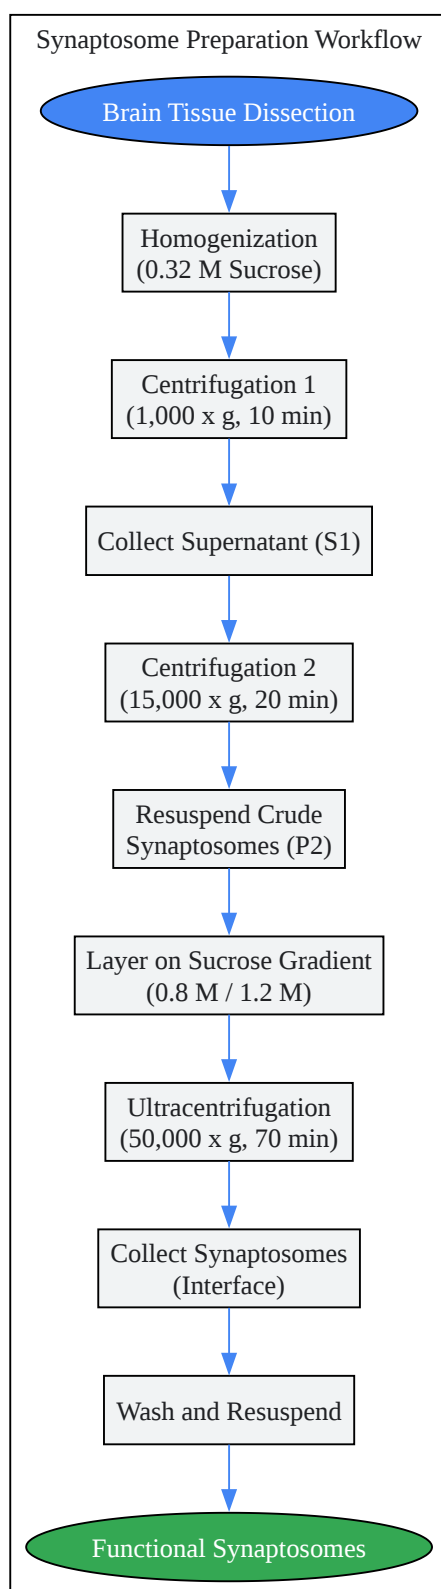 Synaptosome Preparation Workflow
Brain Tissue Dissection
Homogenization
(0.32 M Sucrose)
Centrifugation 1
(1,000 x g, 10 min)
Collect Supernatant (S1)
Centrifugation 2
(15,000 x g, 20 min)
Resuspend Crude
Synaptosomes (P2)
Layer on Sucrose Gradient
(0.8 M / 1.2 M)
Ultracentrifugation
(50,000 x g, 70 min)
Collect Synaptosomes
(Interface)
Wash and Resuspend
Functional Synaptosomes